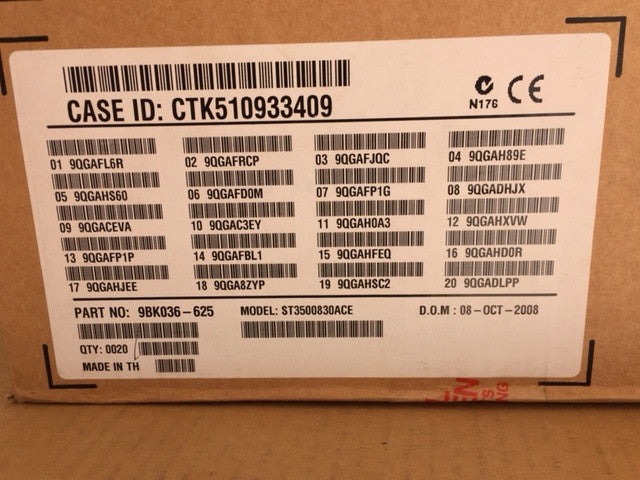 CASE ID: CTK510933409
N176 CE
01 9QGAFL6R 02 9QGAFRCP 03 9QGAFJQC 04 9QGAH89E
05 9QGAHS60 06 9QGAFD0M 07 9QGAFP1G 08 9QGADHJX
09 9QGACEVA 10 9QGAC3EY 11 9QGAH0A3 12 9QGAHXVW
13 9QGAFP1P 14 9QGAFBL1 15 9QGAHFEQ 16 9QGAHD0R
17 9QGAHJEE 18 9QGA8ZYP 19 9QGAHSC2 20 9QGADLPP
PART NO: 9BK036-625 MODEL: ST3500830ACE D.O.M : 08-OCT-2008
QTY: 0020
MADE IN TH